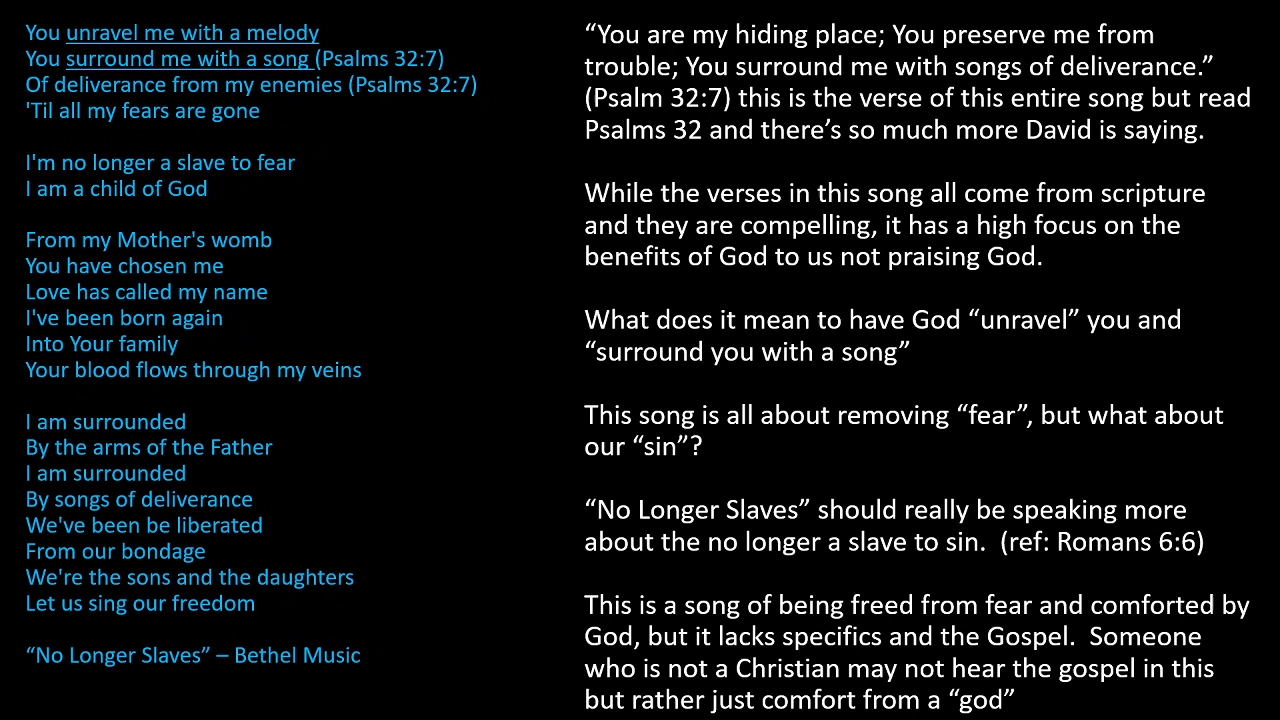 You unravel me with a melody
You surround me with a song (Psalms 32:7)
Of deliverance from my enemies (Psalms 32:7)
'Til all my fears are gone
I'm no longer a slave to fear
I am a child of God
From my Mother's womb
You have chosen me
Love has called my name
I've been born again
Into Your family
Your blood flows through my veins
I am surrounded
By the arms of the Father
I am surrounded
By songs of deliverance
We've been be liberated
From our bondage
We're the sons and the daughters
Let us sing our freedom
“No Longer Slaves” – Bethel Music
“You are my hiding place; You preserve me from
trouble; You surround me with songs of deliverance.”
(Psalm 32:7) this is the verse of this entire song but read
Psalms 32 and there’s so much more David is saying.
While the verses in this song all come from scripture
and they are compelling, it has a high focus on the
benefits of God to us not praising God.
What does it mean to have God “unravel” you and
“surround you with a song”
This song is all about removing “fear”, but what about
our “sin”?
“No Longer Slaves” should really be speaking more
about the no longer a slave to sin.  (ref: Romans 6:6)
This is a song of being freed from fear and comforted by
God, but it lacks specifics and the Gospel.  Someone
who is not a Christian may not hear the gospel in this
but rather just comfort from a “god”